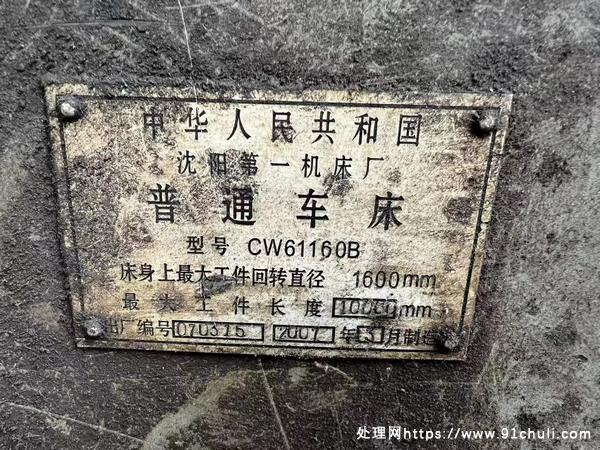 中华人民共和国
沈阳第一机床厂
普通车床
型号 CW61160B
床身上最大工件回转直径 1600mm
最大工件长度 10000mm
出厂编号 070315 2007 年 3 月制造
处理网https://www.91chuli.com/